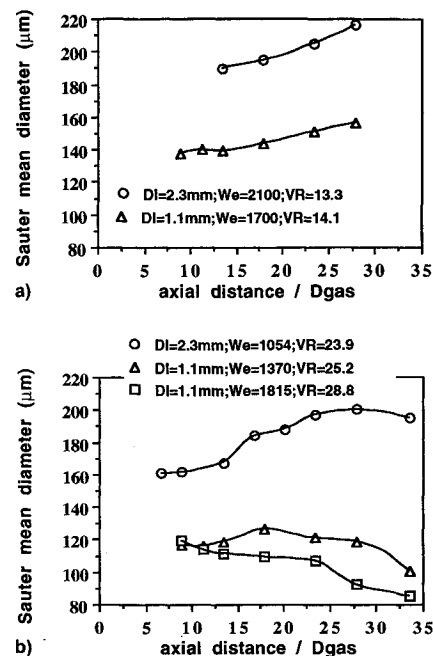 Sauter mean diameter (μm)
220
200
180
160
140
120
100
80
Dl=2.3mm;We=2100;VR=13.3
Dl=1.1mm;We=1700;VR=14.1
0 5 10 15 20 25 30 35
a) axial distance / Dgas
Dl=2.3mm;We=1054;VR=23.9
Dl=1.1mm;We=1370;VR=25.2
Dl=1.1mm;We=1815;VR=28.8
Sauter mean diameter (μm)
220
200
180
160
140
120
100
80
0 5 10 15 20 25 30 35
b) axial distance / Dgas